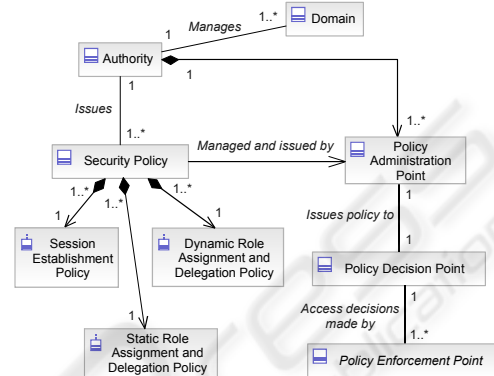 Manages
1
1..*
Domain
Authority
1
1
Issues
1..*
1..*
Security Policy
Managed and issued by
Policy
Administration
Point
1..*
1..*
1..*
1
Issues policy to
1
1
1
Session
Establishment
Policy
Dynamic Role
Assignment and
Delegation Policy
Policy Decision Point
1
1
Access decisions
made by
1..*
Static Role
Assignment and
Delegation Policy
Policy Enforcement Point